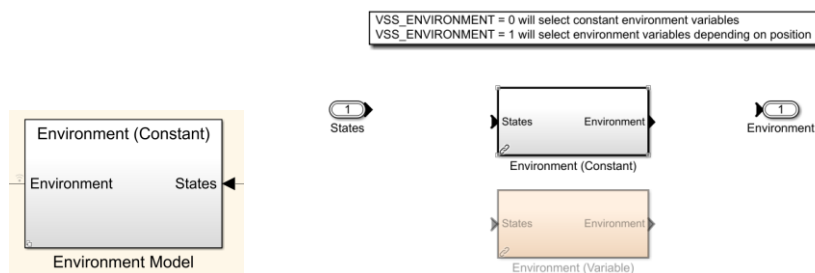 VSS_ENVIRONMENT = 0 will select constant environment variables
VSS_ENVIRONMENT = 1 will select environment variables depending on position
Environment (Constant)
Environment
States
Environment Model
1
States
States
Environment
Environment (Constant)
1
Environment
States
Environment
Environment (Variable)